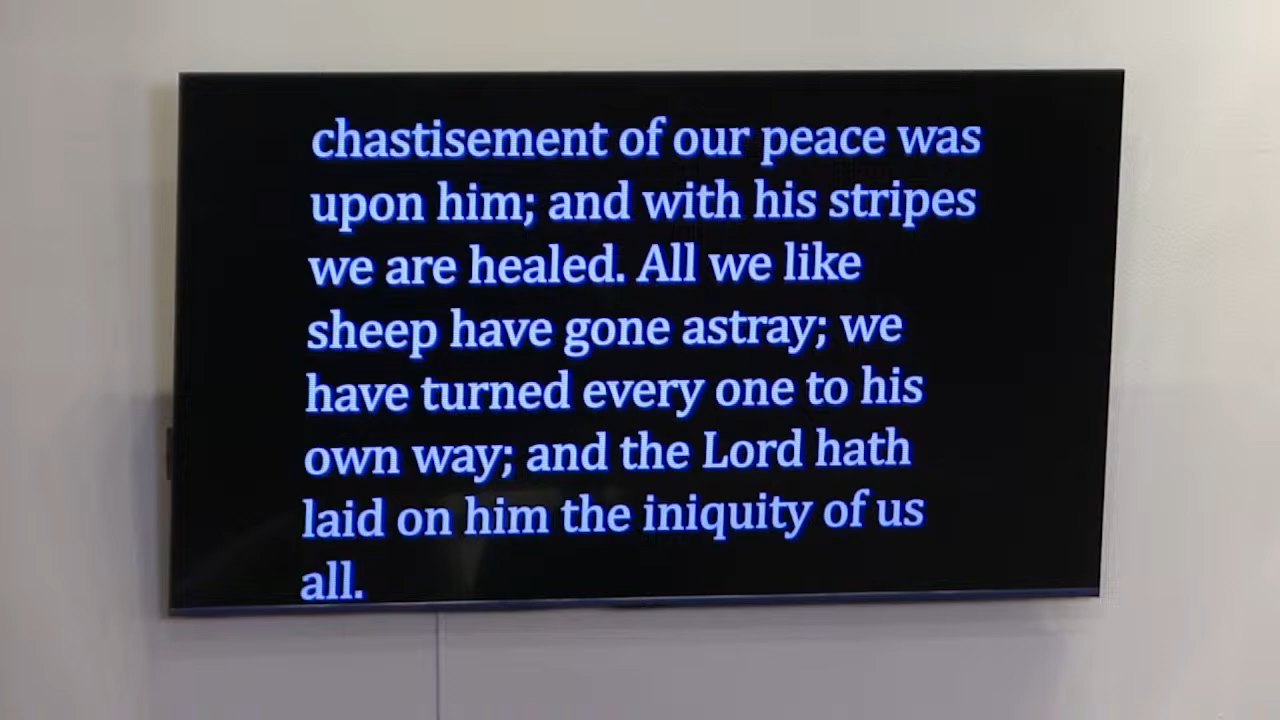 chastisement of our peace was
upon him; and with his stripes
we are healed. All we like
sheep have gone astray; we
have turned every one to his
own way; and the Lord hath
laid on him the iniquity of us
all.